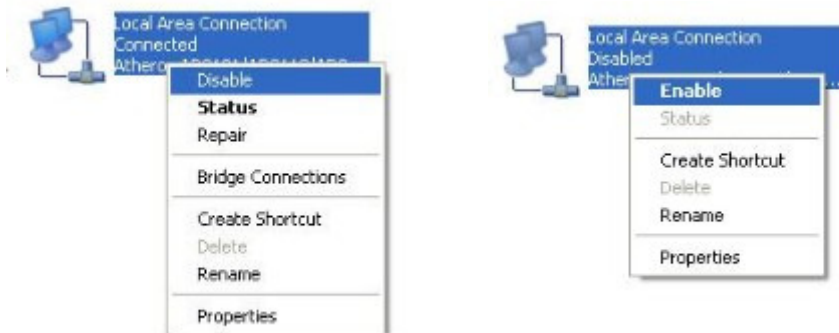 Local Area Connection
Connected
Disable
Status
Repair
Bridge Connections
Create Shortcut
Delete
Rename
Properties
Local Area Connection
Disabled
Enable
Status
Create Shortcut
Delete
Rename
Properties